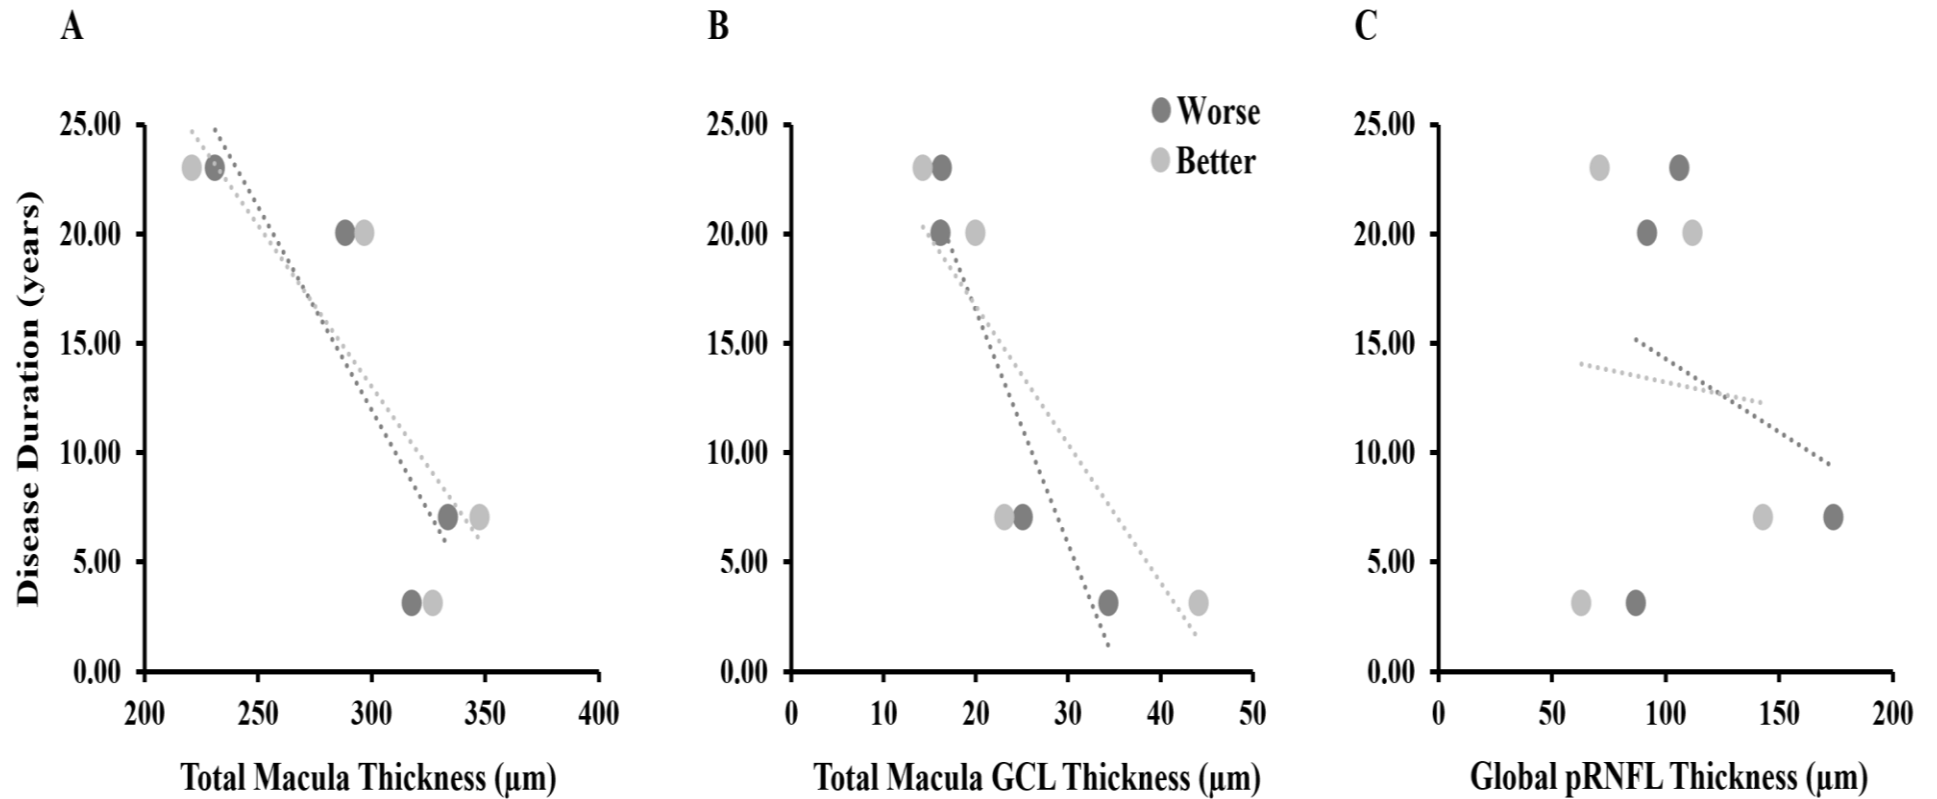 A
B
C
Worse
Better
Disease Duration (years)
25.00
20.00
15.00
10.00
5.00
0.00
200 250 300 350 400
Total Macula Thickness (μm)
25.00
20.00
15.00
10.00
5.00
0.00
0 10 20 30 40 50
Total Macula GCL Thickness (μm)
25.00
20.00
15.00
10.00
5.00
0.00
0 50 100 150 200
Global pRNFL Thickness (μm)